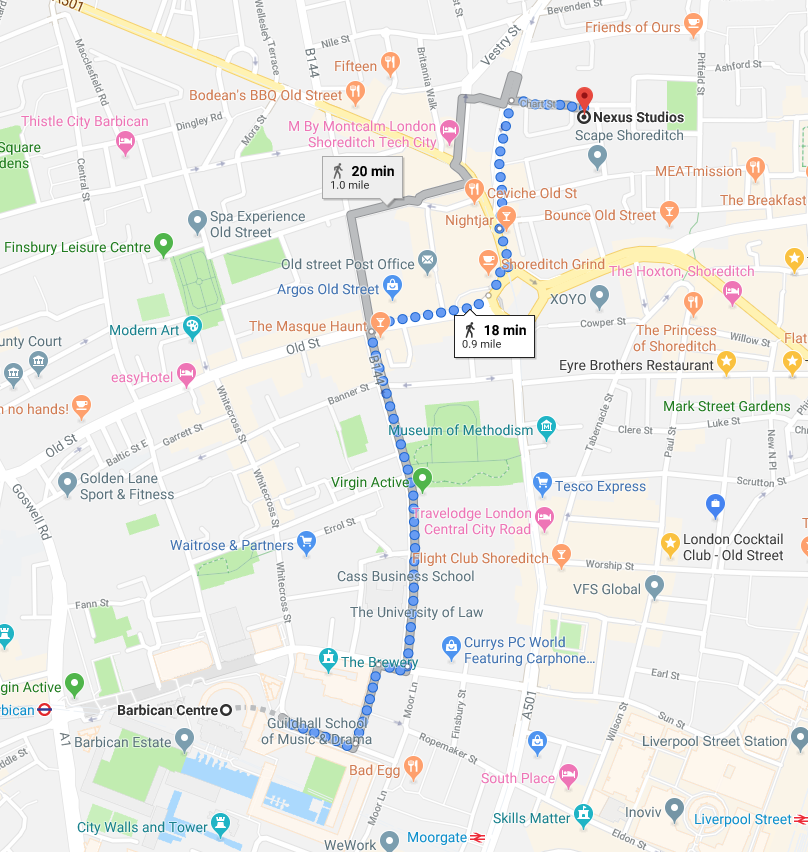 A501
Bevenden St
Friends of Ours
Vestry St
Wellesley Terrace
B144
Nile St
Fifteen
Britannia Walk
Macclesfield Rd
Pitfield St
Ashford St
Bodean's BBQ Old Street
Chart St
Nexus Studios
Thistle City Barbican
Dingley Rd
Mora St
M By Montcalm London
Shoreditch Tech City
Scape Shoreditch
Square
dens
Central St
20 min
1.0 mile
MEATmission
Ceviche Old St
The Breakfast
Spa Experience
Old Street
Nightjar
Bounce Old Street
Finsbury Leisure Centre
Old street Post Office
Shoreditch Grind
The Hoxton, Shoreditch
Argos Old Street
XOYO
Modern Art
The Masque Haunt
18 min
0.9 mile
Cowper St
The Princess
of Shoreditch
Willow St
Flat
unty Court
Old St
B144
easyHotel
Eyre Brothers Restaurant
Banner St
Whitecross St
n no hands!
Mark Street Gardens
Tabernacle St
Luke St
Chr
Phi
Old St
Baltic St E
Garrett St
Museum of Methodism
Clere St
Paul St
New N Pl
Golden Lane
Sport & Fitness
Whitecross St
Virgin Active
Tesco Express
Scrutton St
Goswell Rd
Travelodge London
Central City Road
Errol St
Waitrose & Partners
London Cocktail
Club - Old Street
Flight Club Shoreditch
Worship St
Cass Business School
VFS Global
Whitecross St
Fann St
The University of Law
Currys PC World
Featuring Carphone...
The Brewery
Earl St
gin Active
Moor Ln
Finsbury St
A501
Wilson St
Sun St
rbican
Barbican Centre
Guildhall School
of Music & Drama
A1
Barbican Estate
Ropemaker St
Liverpool Street Station
ddle St
Bad Egg
South Place
Moor Ln
City Walls and Tower
Skills Matter
Inoviv
Liverpool Street
WeWork
Moorgate
Eldon St